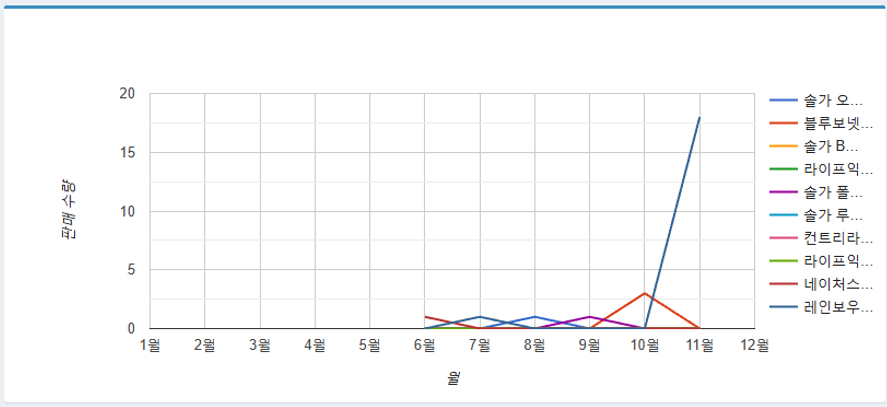 20
15
10
5
0
판매 수량
1월 2월 3월 4월 5월 6월 7월 8월 9월 10월 11월 12월
월
솔가 오...
블루보넷...
솔가 B...
라이프익...
솔가 폴...
솔가 루...
컨트리라...
라이프익...
네이처스...
레인보우...